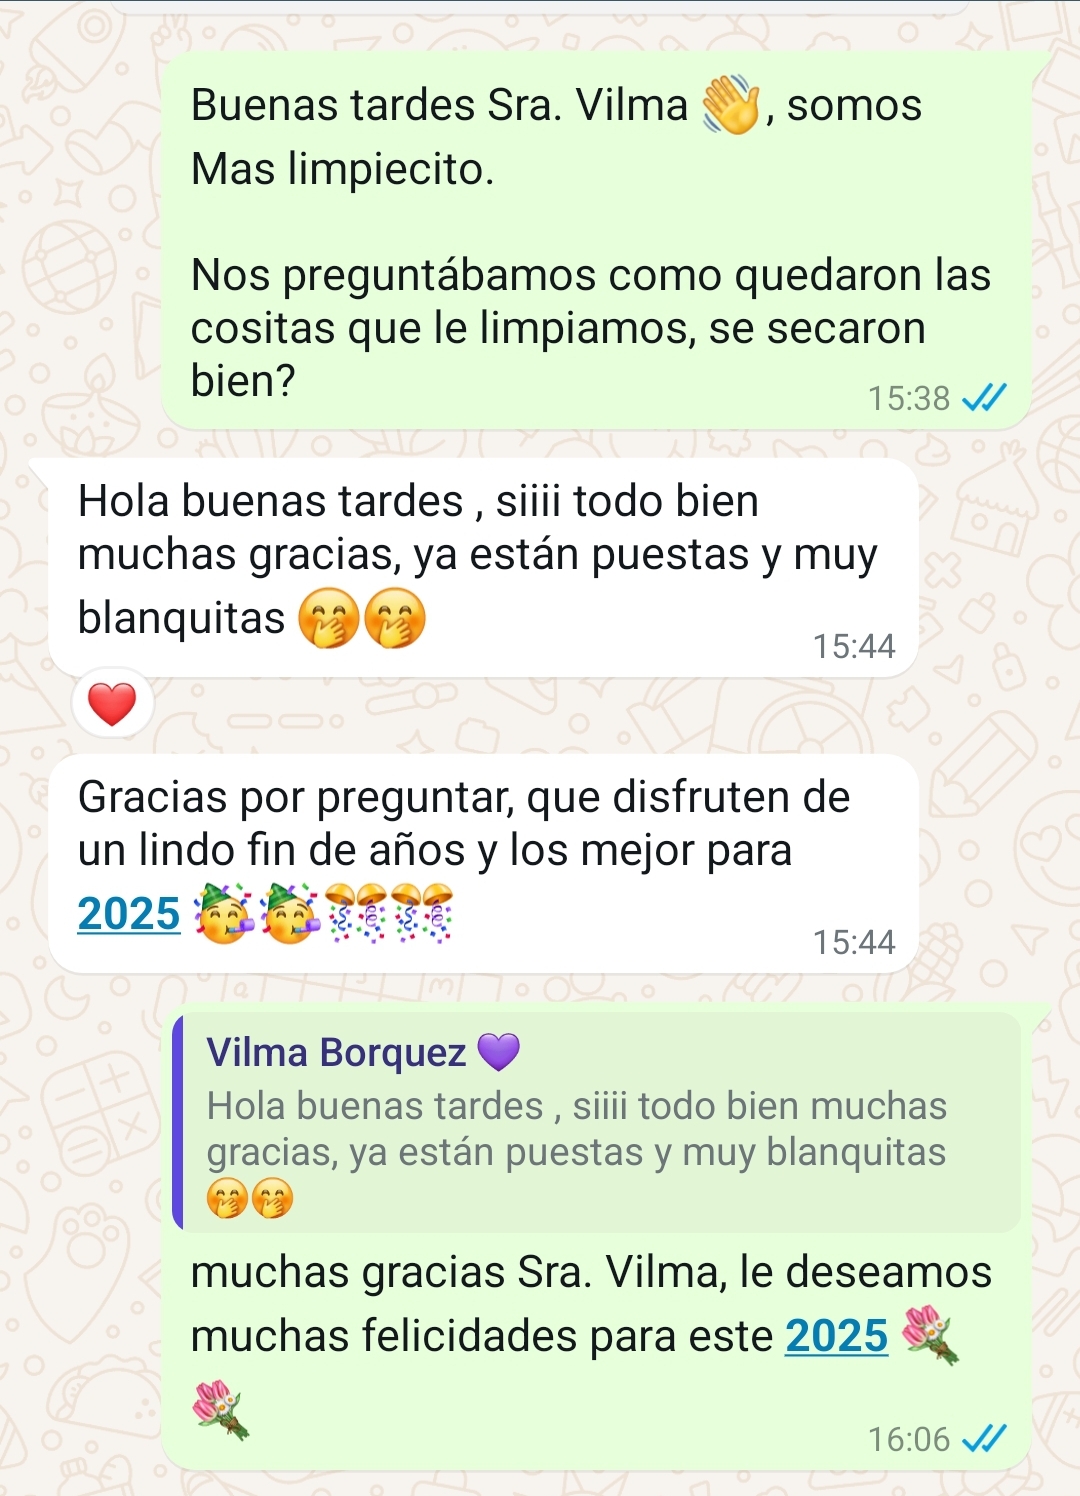 Buenas tardes Sra. Vilma 👋, somos
Mas limpiecito.
Nos preguntábamos como quedaron las
cositas que le limpiamos, se secaron
bien?
15:38
Hola buenas tardes , siiii todo bien
muchas gracias, ya están puestas y muy
blanquitas 🤭🤭
15:44
❤️
Gracias por preguntar, que disfruten de
un lindo fin de años y los mejor para
2025 🥳🥳🎊🎊
15:44
Vilma Borquez 💜
Hola buenas tardes , siiii todo bien muchas
gracias, ya están puestas y muy blanquitas
🤭🤭
muchas gracias Sra. Vilma, le deseamos
muchas felicidades para este 2025 💐
💐
16:06